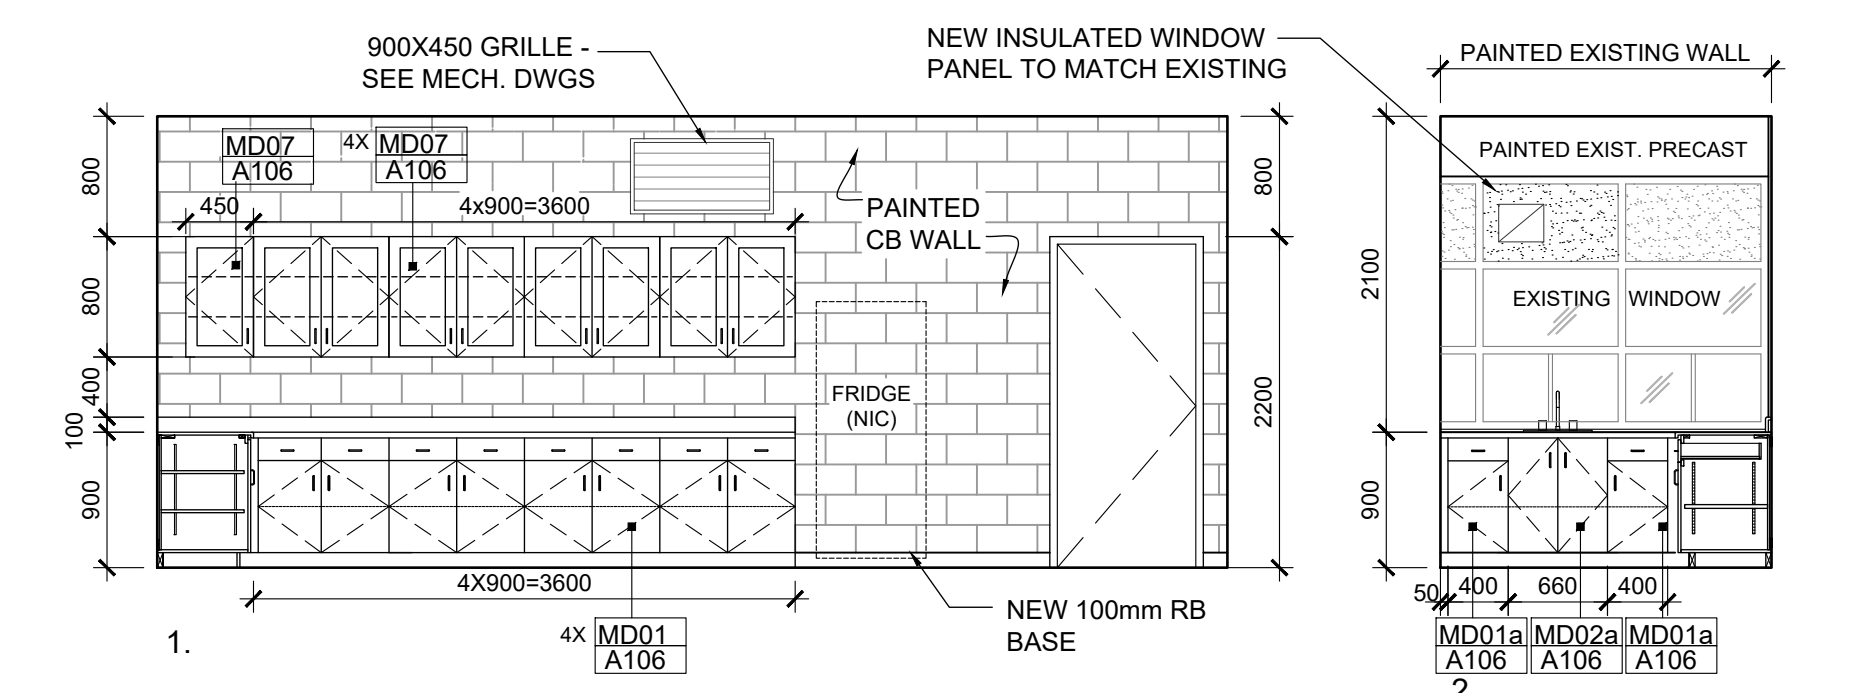 900X450 GRILLE -
SEE MECH. DWGS
NEW INSULATED WINDOW
PANEL TO MATCH EXISTING
PAINTED EXISTING WALL
MD07
A106
4X MD07
A106
800
450
4x900=3600
PAINTED
CB WALL
800
PAINTED EXIST. PRECAST
800
2100
EXISTING WINDOW
400
100
FRIDGE
(NIC)
2200
900
900
4X900=3600
50 400 660 400
NEW 100mm RB
BASE
4X MD01
A106
1.
MD01a MD02a MD01a
A106 A106 A106
2